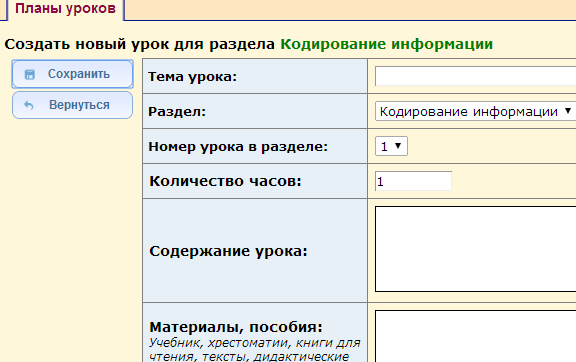 Планы уроков
Создать новый урок для раздела Кодирование информации
Сохранить
Вернуться
Тема урока:
Раздел: Кодирование информации
Номер урока в разделе: 1
Количество часов: 1
Содержание урока:
Материалы, пособия:
Учебник, хрестоматии, книги для
чтения, тексты, дидактические